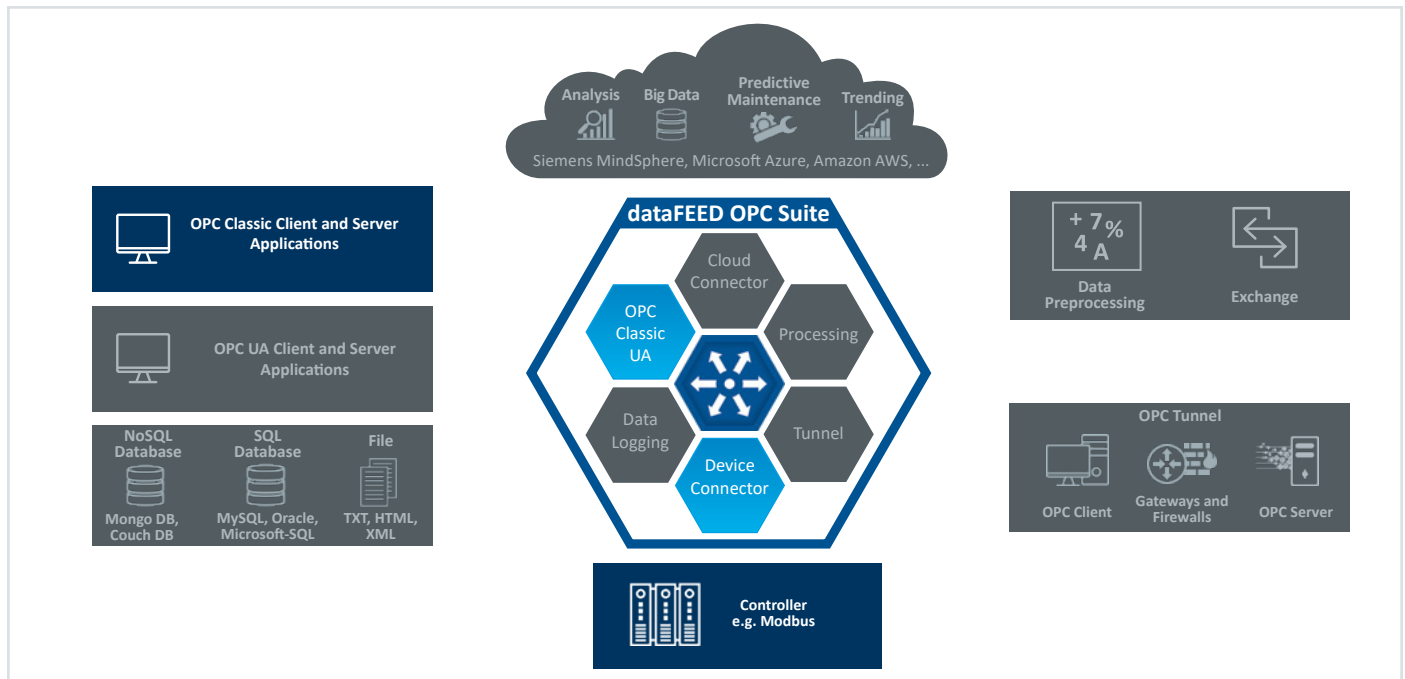 Analysis
Big Data
Predictive
Maintenance
Trending
Siemens MindSphere, Microsoft Azure, Amazon AWS, ...
OPC Classic Client and Server
Applications
OPC UA Client and Server
Applications
NoSQL
Database
Mongo DB,
Couch DB
SQL
Database
MySQL, Oracle,
Microsoft-SQL
File
TXT, HTML,
XML
dataFEED OPC Suite
Cloud
Connector
OPC
Classic
UA
Processing
Data
Logging
Tunnel
Device
Connector
Controller
e.g. Modbus
+ 7 %
4 A
Data
Preprocessing
Exchange
OPC Tunnel
OPC Client
Gateways and
Firewalls
OPC Server